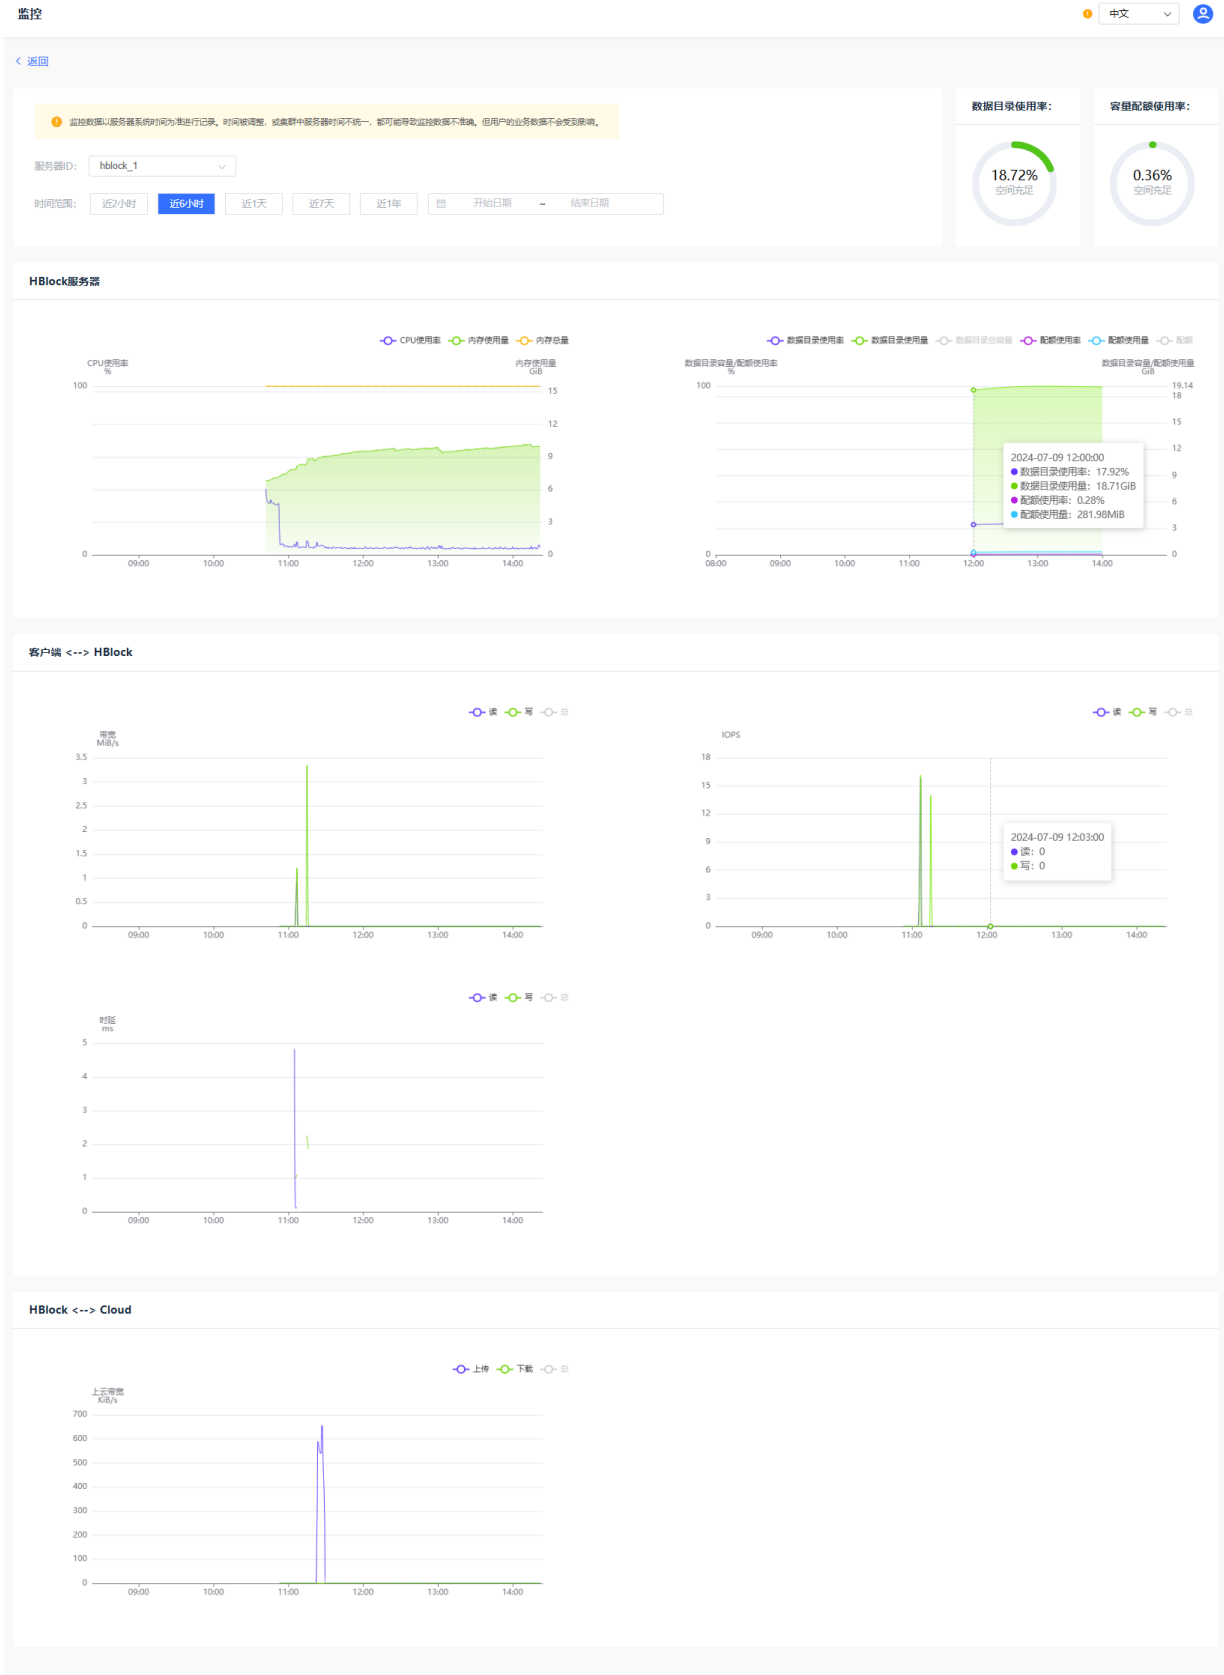 监控
中文
返回
监控数据以服务器系统时间为准进行记录。时间被调整，或集群中服务器时间不统一，都可能导致监控数据不准确。但用户的业务数据不会受到影响。
服务器ID： hblock_1
时间范围： 近2小时 近6小时 近1天 近7天 近1年 开始日期 ~ 结束日期
数据目录使用率：
18.72%
空间充足
容量配额使用率：
0.36%
空间充足
HBlock服务器
CPU使用率 内存使用量 内存总量
CPU使用率
%
内存使用量
GiB
100
0
15
12
9
6
3
0
09:00 10:00 11:00 12:00 13:00 14:00
数据目录使用率 数据目录使用量 数据目录总容量 配额使用率 配额使用量 配额
数据目录容量/配额使用率
%
数据目录容量/配额使用量
GiB
100
0
19.14
18
15
12
9
6
3
0
2024-07-09 12:00:00
数据目录使用率： 17.92%
数据目录使用量： 18.71GiB
配额使用率： 0.28%
配额使用量： 281.98MiB
08:00 09:00 10:00 11:00 12:00 13:00 14:00
客户端 <--> HBlock
读 写 总
带宽
MiB/s
3.5
3
2.5
2
1.5
1
0.5
0
09:00 10:00 11:00 12:00 13:00 14:00
读 写 总
IOPS
18
15
12
9
6
3
0
2024-07-09 12:03:00
读： 0
写： 0
09:00 10:00 11:00 12:00 13:00 14:00
读 写 总
时延
ms
5
4
3
2
1
0
09:00 10:00 11:00 12:00 13:00 14:00
HBlock <--> Cloud
上传 下载 总
上云带宽
KiB/s
700
600
500
400
300
200
100
0
09:00 10:00 11:00 12:00 13:00 14:00